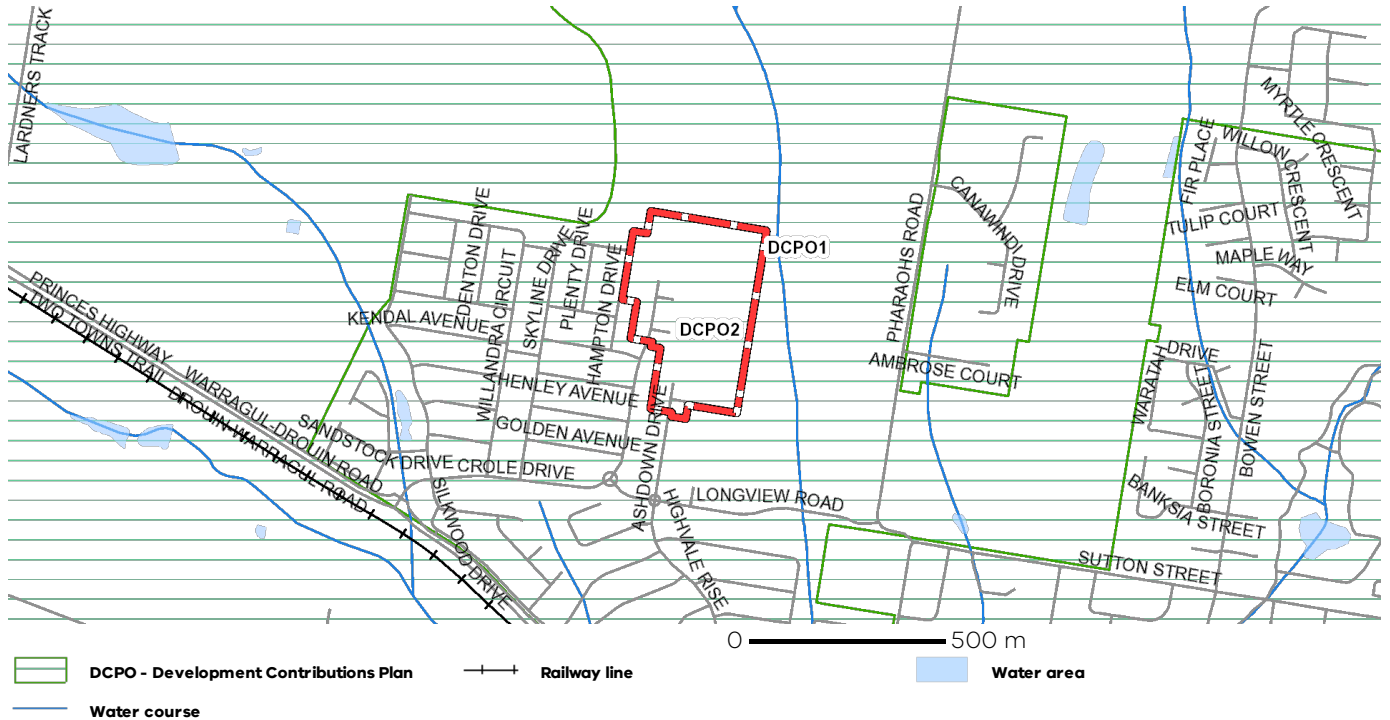 LARDNERS TRACK
MYRTLE CRESCENT
FIR PLACE
WILLOW CRESCENT
DENTON DRIVE
CANAWINDI DRIVE
PHARAOHS ROAD
TULIP COURT
SKYLINE DRIVE
PLENTY DRIVE
HAMPTON DRIVE
WILLANDRA CIRCUIT
DCPO1
MAPLE WAY
ELM COURT
PRINCES HIGHWAY
TWO TOWNS TRAIL
KENDAL AVENUE
DCPO2
WARATAH DRIVE
AMBROSE COURT
WARRAGUL-DROUIN ROAD
DROUIN-WARRAGUL ROAD
HENLEY AVENUE
BORONIA STREET
BOWEN STREET
SANDSTOCK DRIVE
GOLDEN AVENUE
ASHDOWN DRIVE
CROLE DRIVE
SILKWOOD DRIVE
HIGHVALE RISE
LONGVIEW ROAD
BANKSIA STREET
SUTTON STREET
0 500 m
DCPO - Development Contributions Plan
Railway line
Water area
Water course